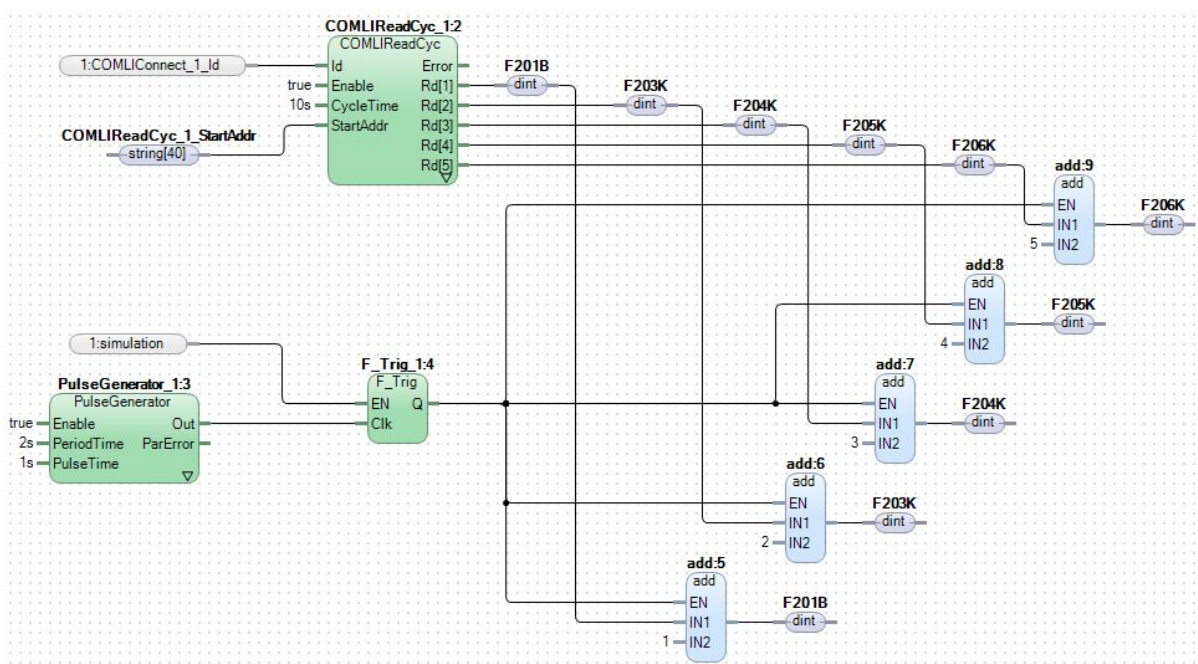 COMLIReadCyc_1:2
COMLIReadCyc
1:COMLIConnect_1_Id
Id Error
F201B
true Enable Rd[1] dint
F203K
10s CycleTime Rd[2] dint
F204K
StartAddr Rd[3] dint
COMLIReadCyc_1_StartAddr
F205K
string[40]
Rd[4] dint
F206K
Rd[5] dint
add:9
add
EN
F206K
IN1 dint
5 IN2
add:8
add
EN
F205K
IN1 dint
4 IN2
1:simulation
F_Trig_1:4
F_Trig
EN Q
Clk
PulseGenerator_1:3
PulseGenerator
true Enable Out
2s PeriodTime ParError
1s PulseTime
add:7
add
EN
F204K
IN1 dint
3 IN2
add:6
add
EN
F203K
IN1 dint
2 IN2
add:5
add
EN
F201B
IN1 dint
1 IN2